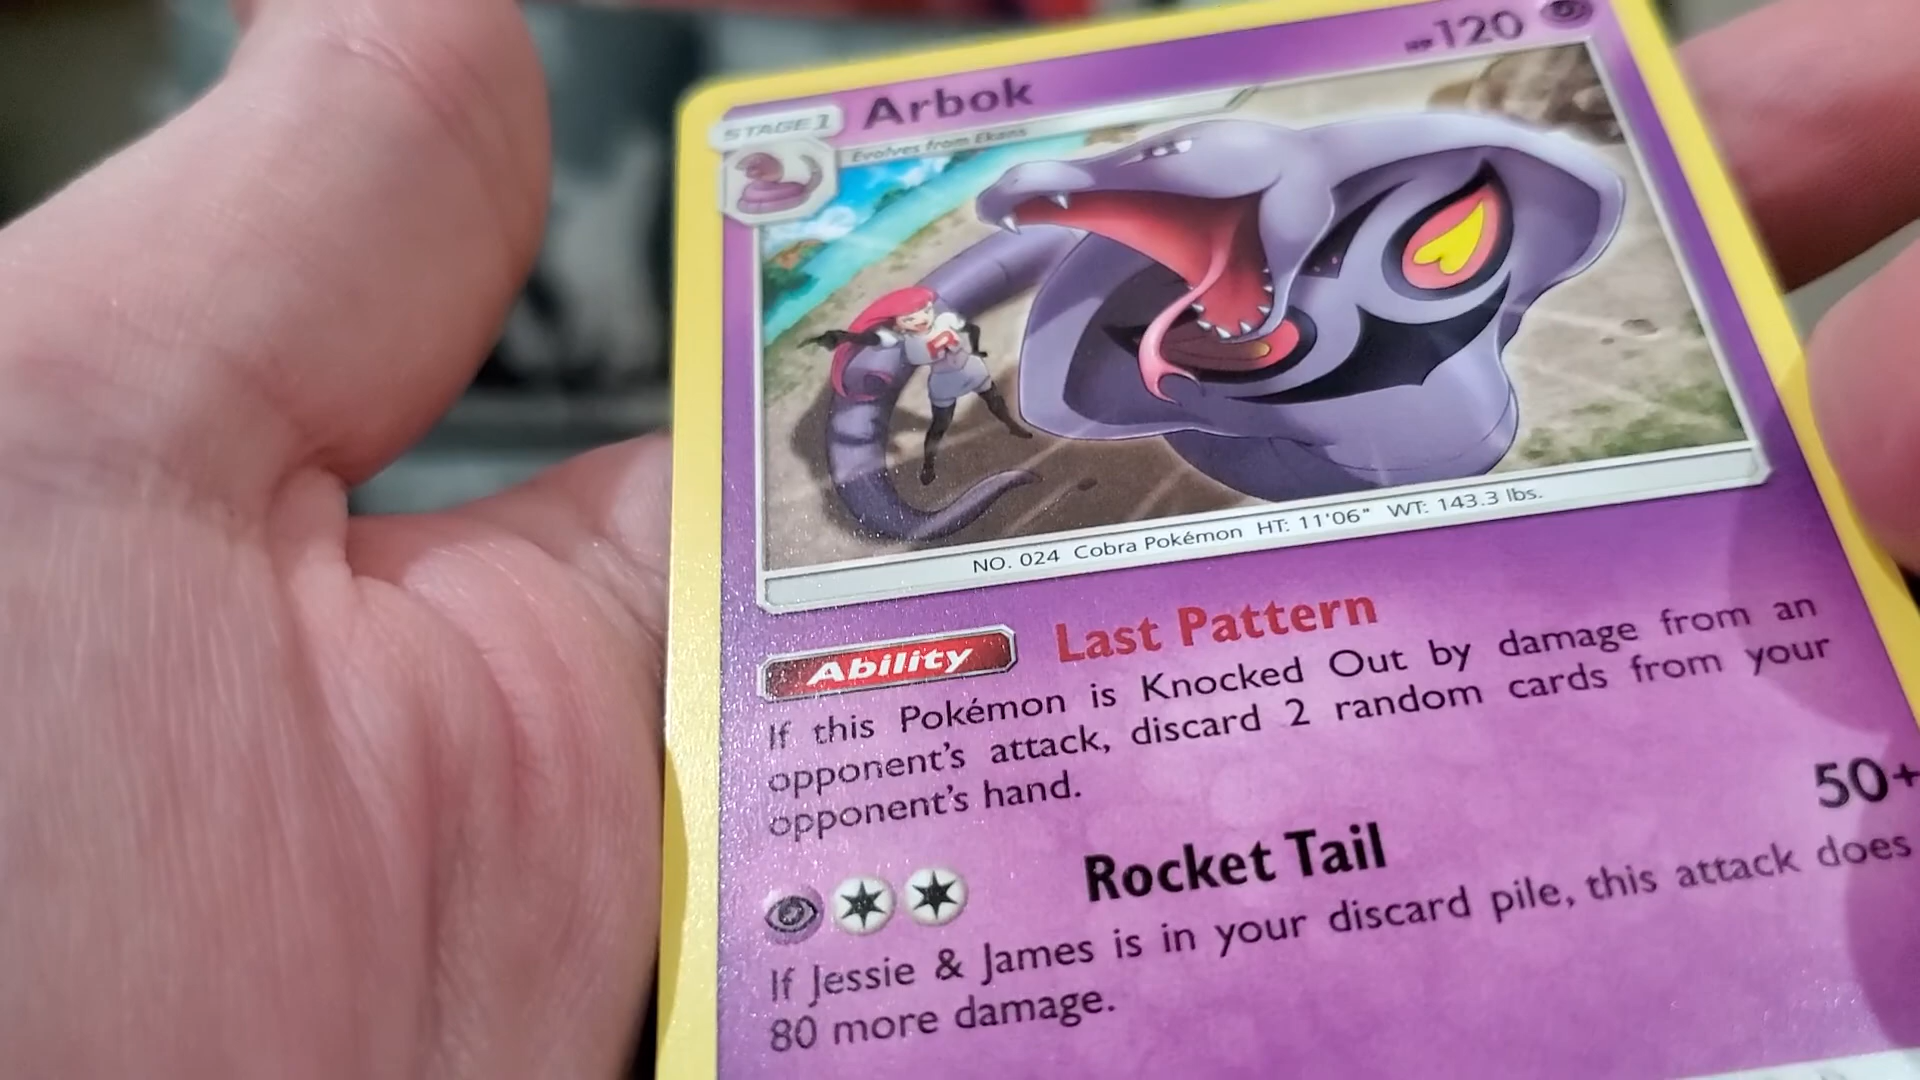 HP 120
STAGE 1 Arbok
Evolves from Ekans
R
NO. 024 Cobra Pokémon HT: 11'06" WT: 143.3 lbs.
Ability Last Pattern
If this Pokémon is Knocked Out by damage from an
opponent's attack, discard 2 random cards from your
opponent's hand.
Rocket Tail 50+
If Jessie & James is in your discard pile, this attack does
80 more damage.